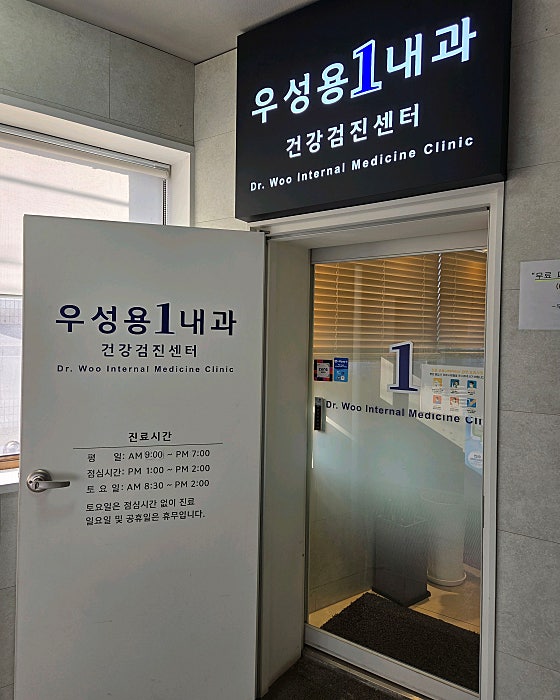 우성용1내과
건강검진센터
Dr. Woo Internal Medicine Clinic
우성용1내과
건강검진센터
Dr. Woo Internal Medicine Clinic
진료시간
평 일: AM 9:00 ~ PM 7:00
점심시간: PM 1:00 ~ PM 2:00
토 요 일: AM 8:30 ~ PM 2:00
토요일은 점심시간 없이 진료
일요일 및 공휴일은 휴무입니다.
1
Dr. Woo Internal Medicine Cli
"무료